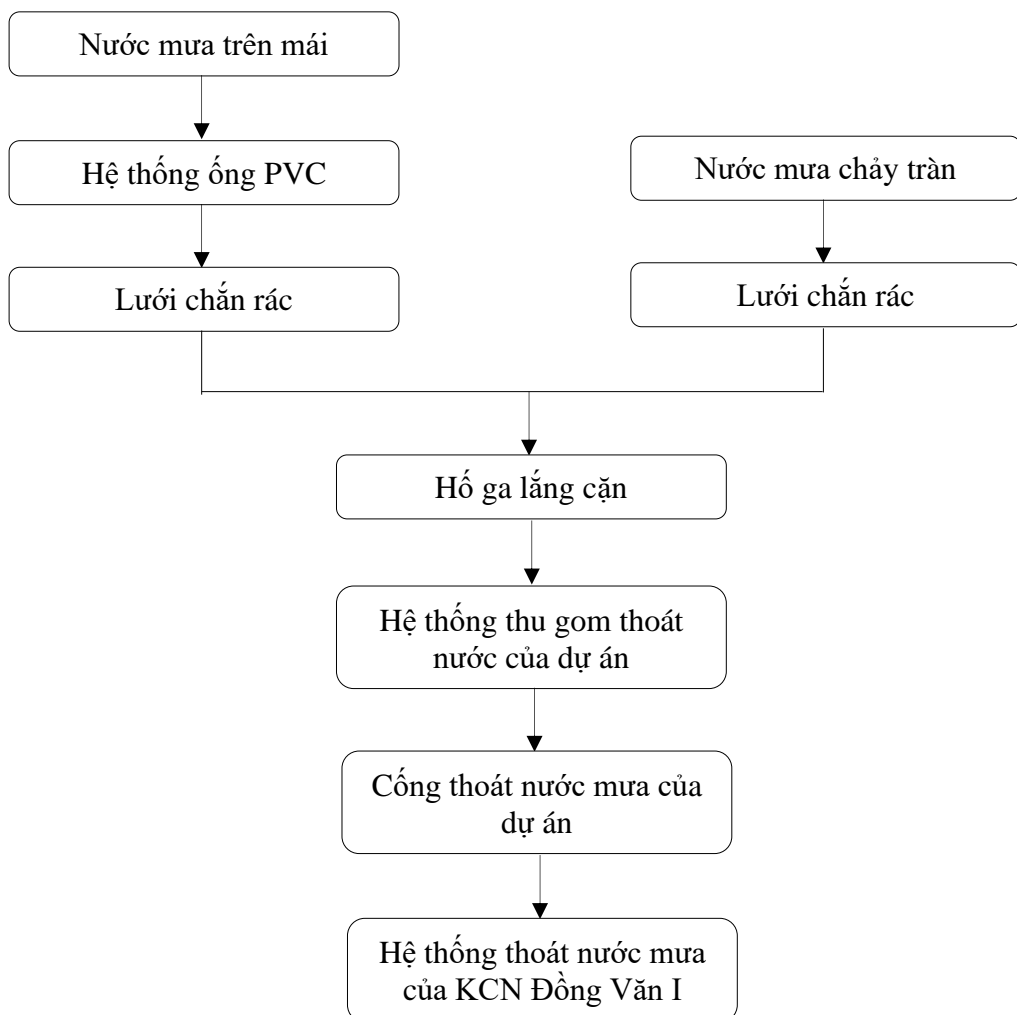 Nước mưa trên mái
Hệ thống ống PVC
Nước mưa chảy tràn
Lưới chắn rác
Lưới chắn rác
Hố ga lắng cặn
Hệ thống thu gom thoát
nước của dự án
Cống thoát nước mưa của
dự án
Hệ thống thoát nước mưa
của KCN Đồng Văn I